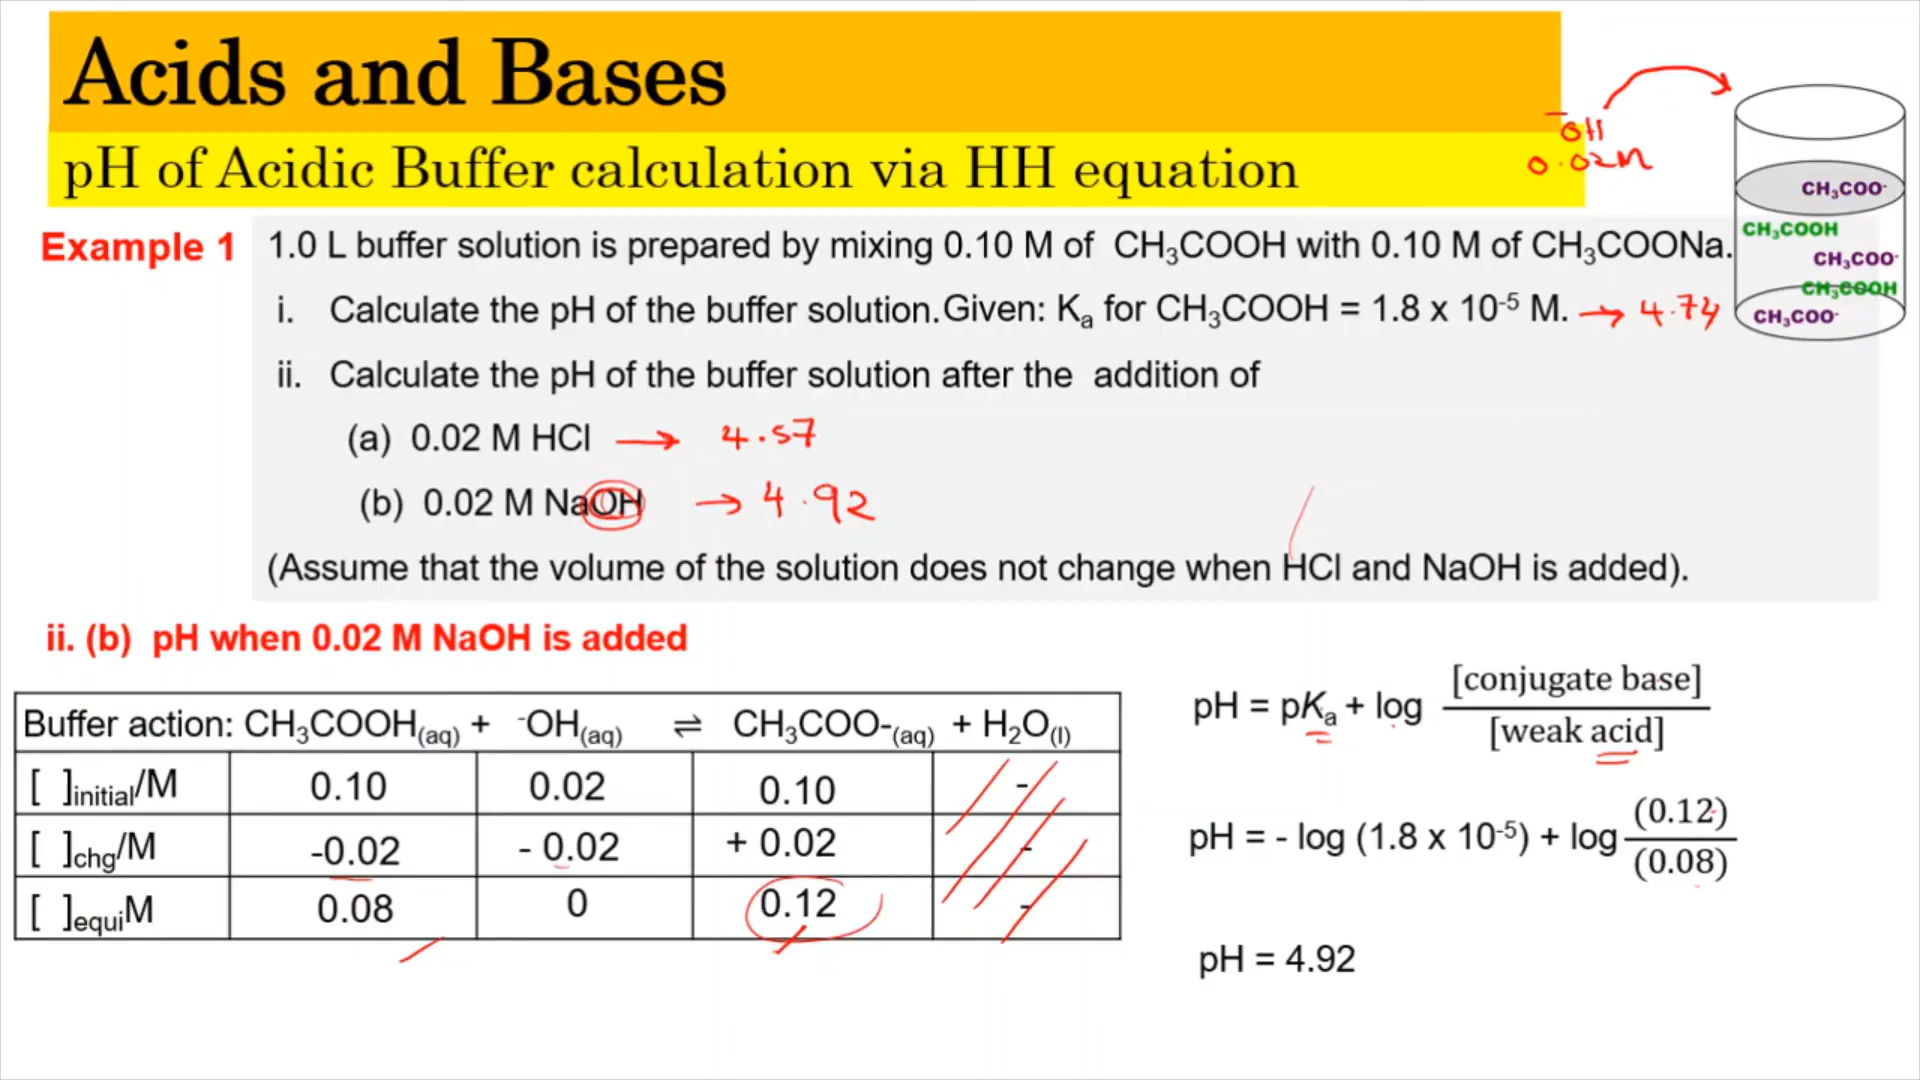 Acids and Bases
pH of Acidic Buffer calculation via HH equation
-OH
0.02M
CH₃COO-
CH₃COOH
CH₃COO-
CH₃COOH
CH₃COO-
Example 1 1.0 L buffer solution is prepared by mixing 0.10 M of CH₃COOH with 0.10 M of CH₃COONa.
i. Calculate the pH of the buffer solution. Given: Kₐ for CH₃COOH = 1.8 x 10⁻⁵ M. → 4.74
ii. Calculate the pH of the buffer solution after the addition of
(a) 0.02 M HCl → 4.57
(b) 0.02 M NaOH → 4.92
(Assume that the volume of the solution does not change when HCl and NaOH is added).
ii. (b) pH when 0.02 M NaOH is added
Buffer action: CH₃COOH(aq) + ⁻OH(aq) ⇌ CH₃COO-(aq) + H₂O(l)
[ ]initial/M 0.10 0.02 0.10 -
[ ]chg/M -0.02 - 0.02 + 0.02 -
[ ]equiM 0.08 0 0.12 -
pH = pKₐ + log [conjugate base] / [weak acid]
pH = - log (1.8 x 10⁻⁵) + log (0.12) / (0.08)
pH = 4.92